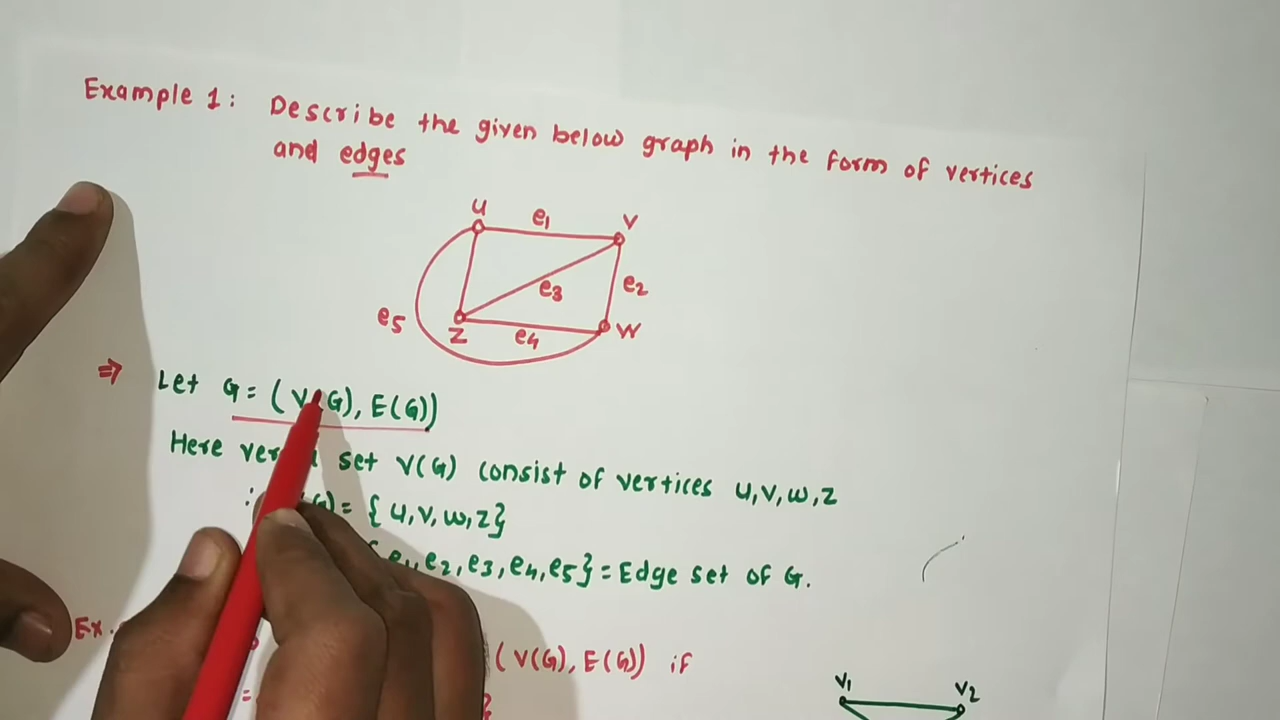 Example 1: Describe the given below graph in the form of vertices
and edges
u e1 v
e3 e2
e5 z e4 w
⇒ Let G = (V(G), E(G))
Here set V(G) consist of vertices u,v,w,z
= {u,v,w,z}
e2,e3,e4,e5} = Edge set of G.
Ex. (V(G), E(G)) if
v1 v2